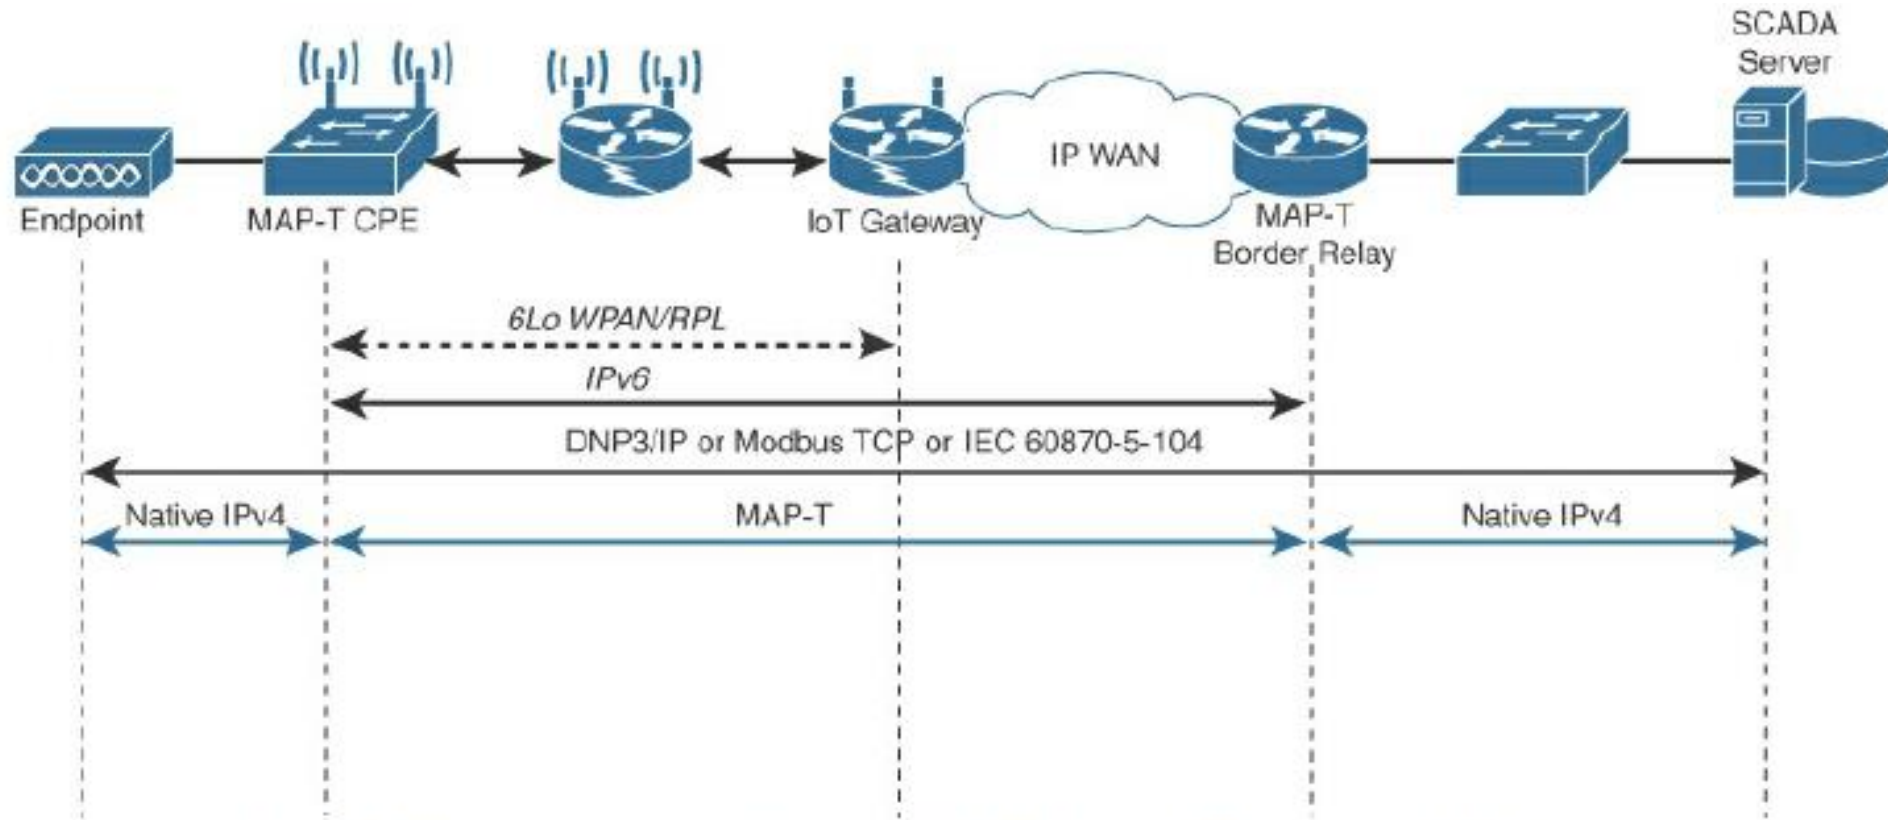 SCADA
Server
IP WAN
Endpoint
MAP-T CPE
IoT Gateway
MAP-T
Border Relay
6Lo WPAN/RPL
IPv6
DNP3/IP or Modbus TCP or IEC 60870-5-104
Native IPv4
MAP-T
Native IPv4